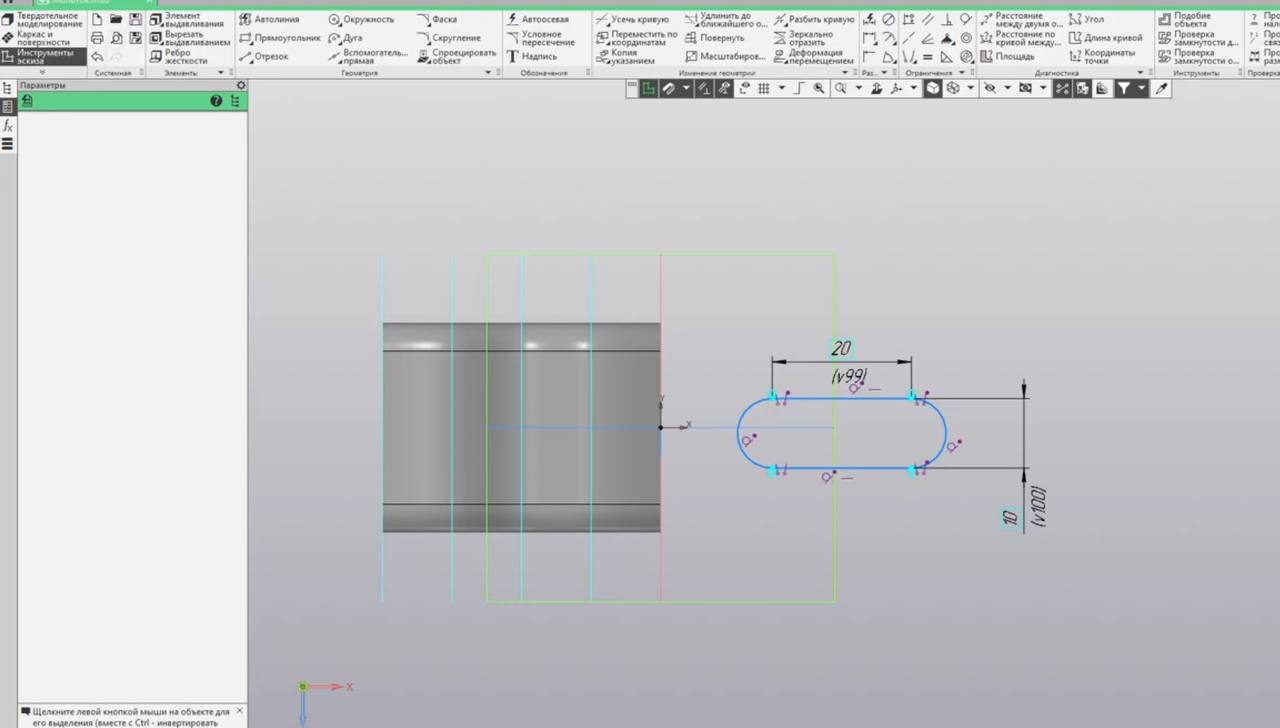 Твердотельное моделирование
Каркас и поверхности
Инструменты эскиза
Системная
Элемент выдавливания
Вырезать выдавливанием
Ребро жесткости
Элементы
Автолиния
Прямоугольник
Отрезок
Окружность
Дуга
Вспомогатель... прямая
Фаска
Скругление
Спроецировать объект
Геометрия
Автоосевая
Условное пересечение
Надпись
Обозначения
Усечь кривую
Переместить по координатам
Копия указанием
Удлинить до ближайшего о...
Повернуть
Масштабиров...
Разбить кривую
Зеркально отразить
Деформация перемещением
Изменение геометрии
Раз...
Ограничения
Расстояние между двумя о...
Расстояние по кривой между...
Площадь
Угол
Длина кривой
Координаты точки
Диагностика
Подобие объекта
Проверка замкнутости д...
Проверка замкнутости о...
Инструменты
Параметры
20
(v99)
10
(v100)
Y
X
X
Щелкните левой кнопкой мыши на объекте для
его выделения (вместе с Ctrl - инвертировать